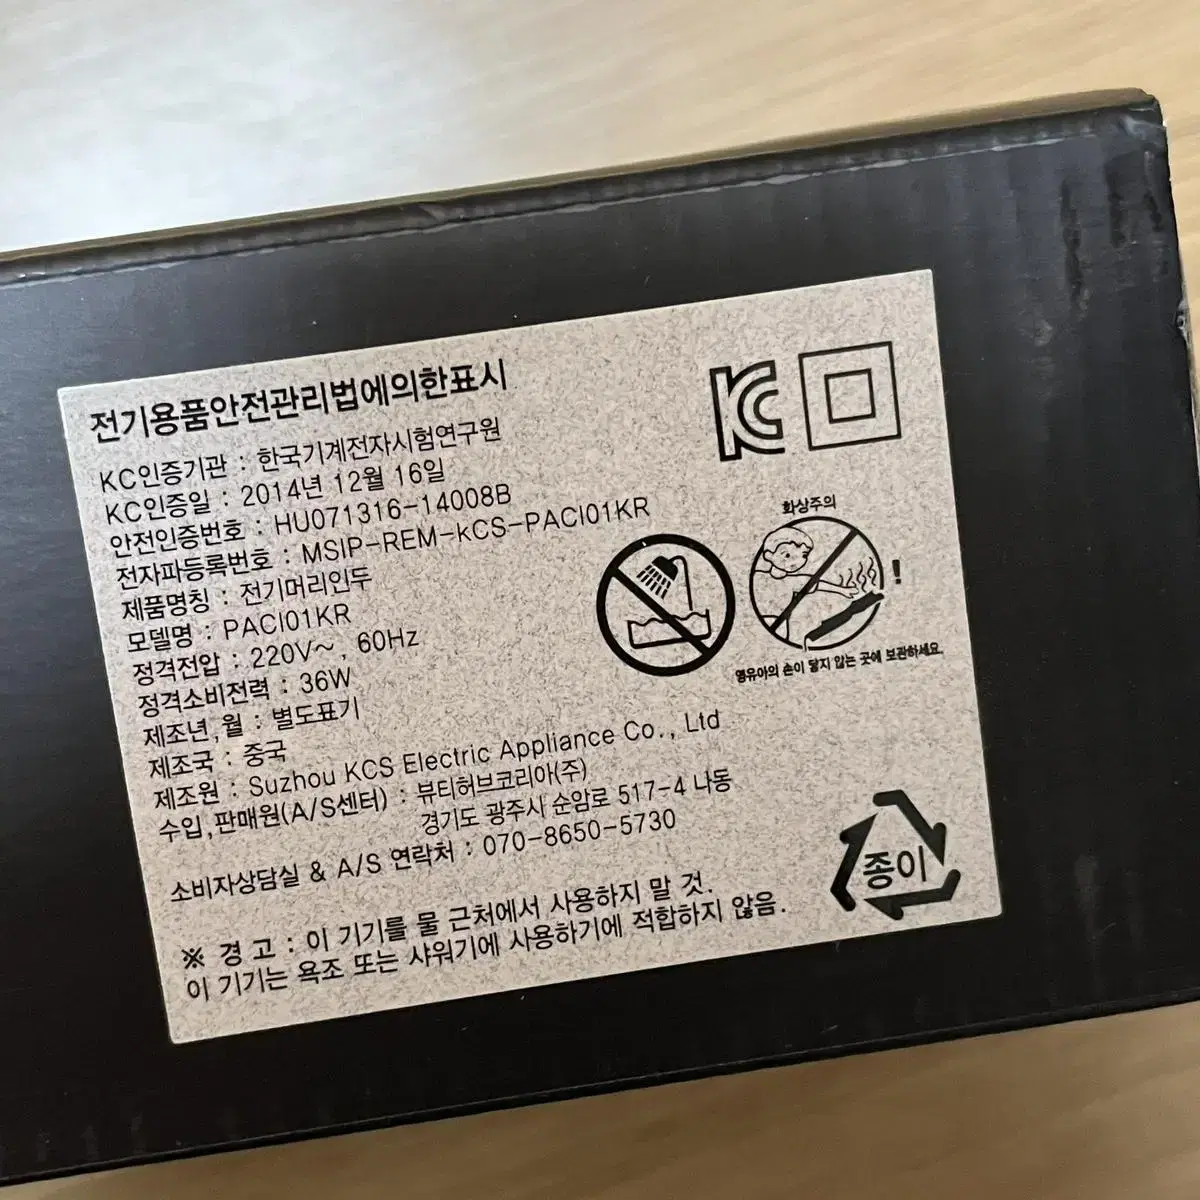 전기용품안전관리법에의한표시
KC인증기관 : 한국기계전자시험연구원
KC인증일 : 2014년 12월 16일
안전인증번호 : HU071316-14008B
전자파등록번호 : MSIP-REM-kCS-PACI01KR
제품명칭 : 전기머리인두
모델명 : PACI01KR
정격전압 : 220V~, 60Hz
정격소비전력 : 36W
제조년,월 : 별도표기
제조국 : 중국
제조원 : Suzhou KCS Electric Appliance Co., Ltd
수입,판매원(A/S센터) : 뷰티허브코리아(주)
경기도 광주시 순암로 517-4 나동
소비자상담실 & A/S 연락처 : 070-8650-5730
※ 경 고 : 이 기기를 물 근처에서 사용하지 말 것.
이 기기는 욕조 또는 샤워기에 사용하기에 적합하지 않음.
KC
화상주의
!
영유아의 손이 닿지 않는 곳에 보관하세요.
종이